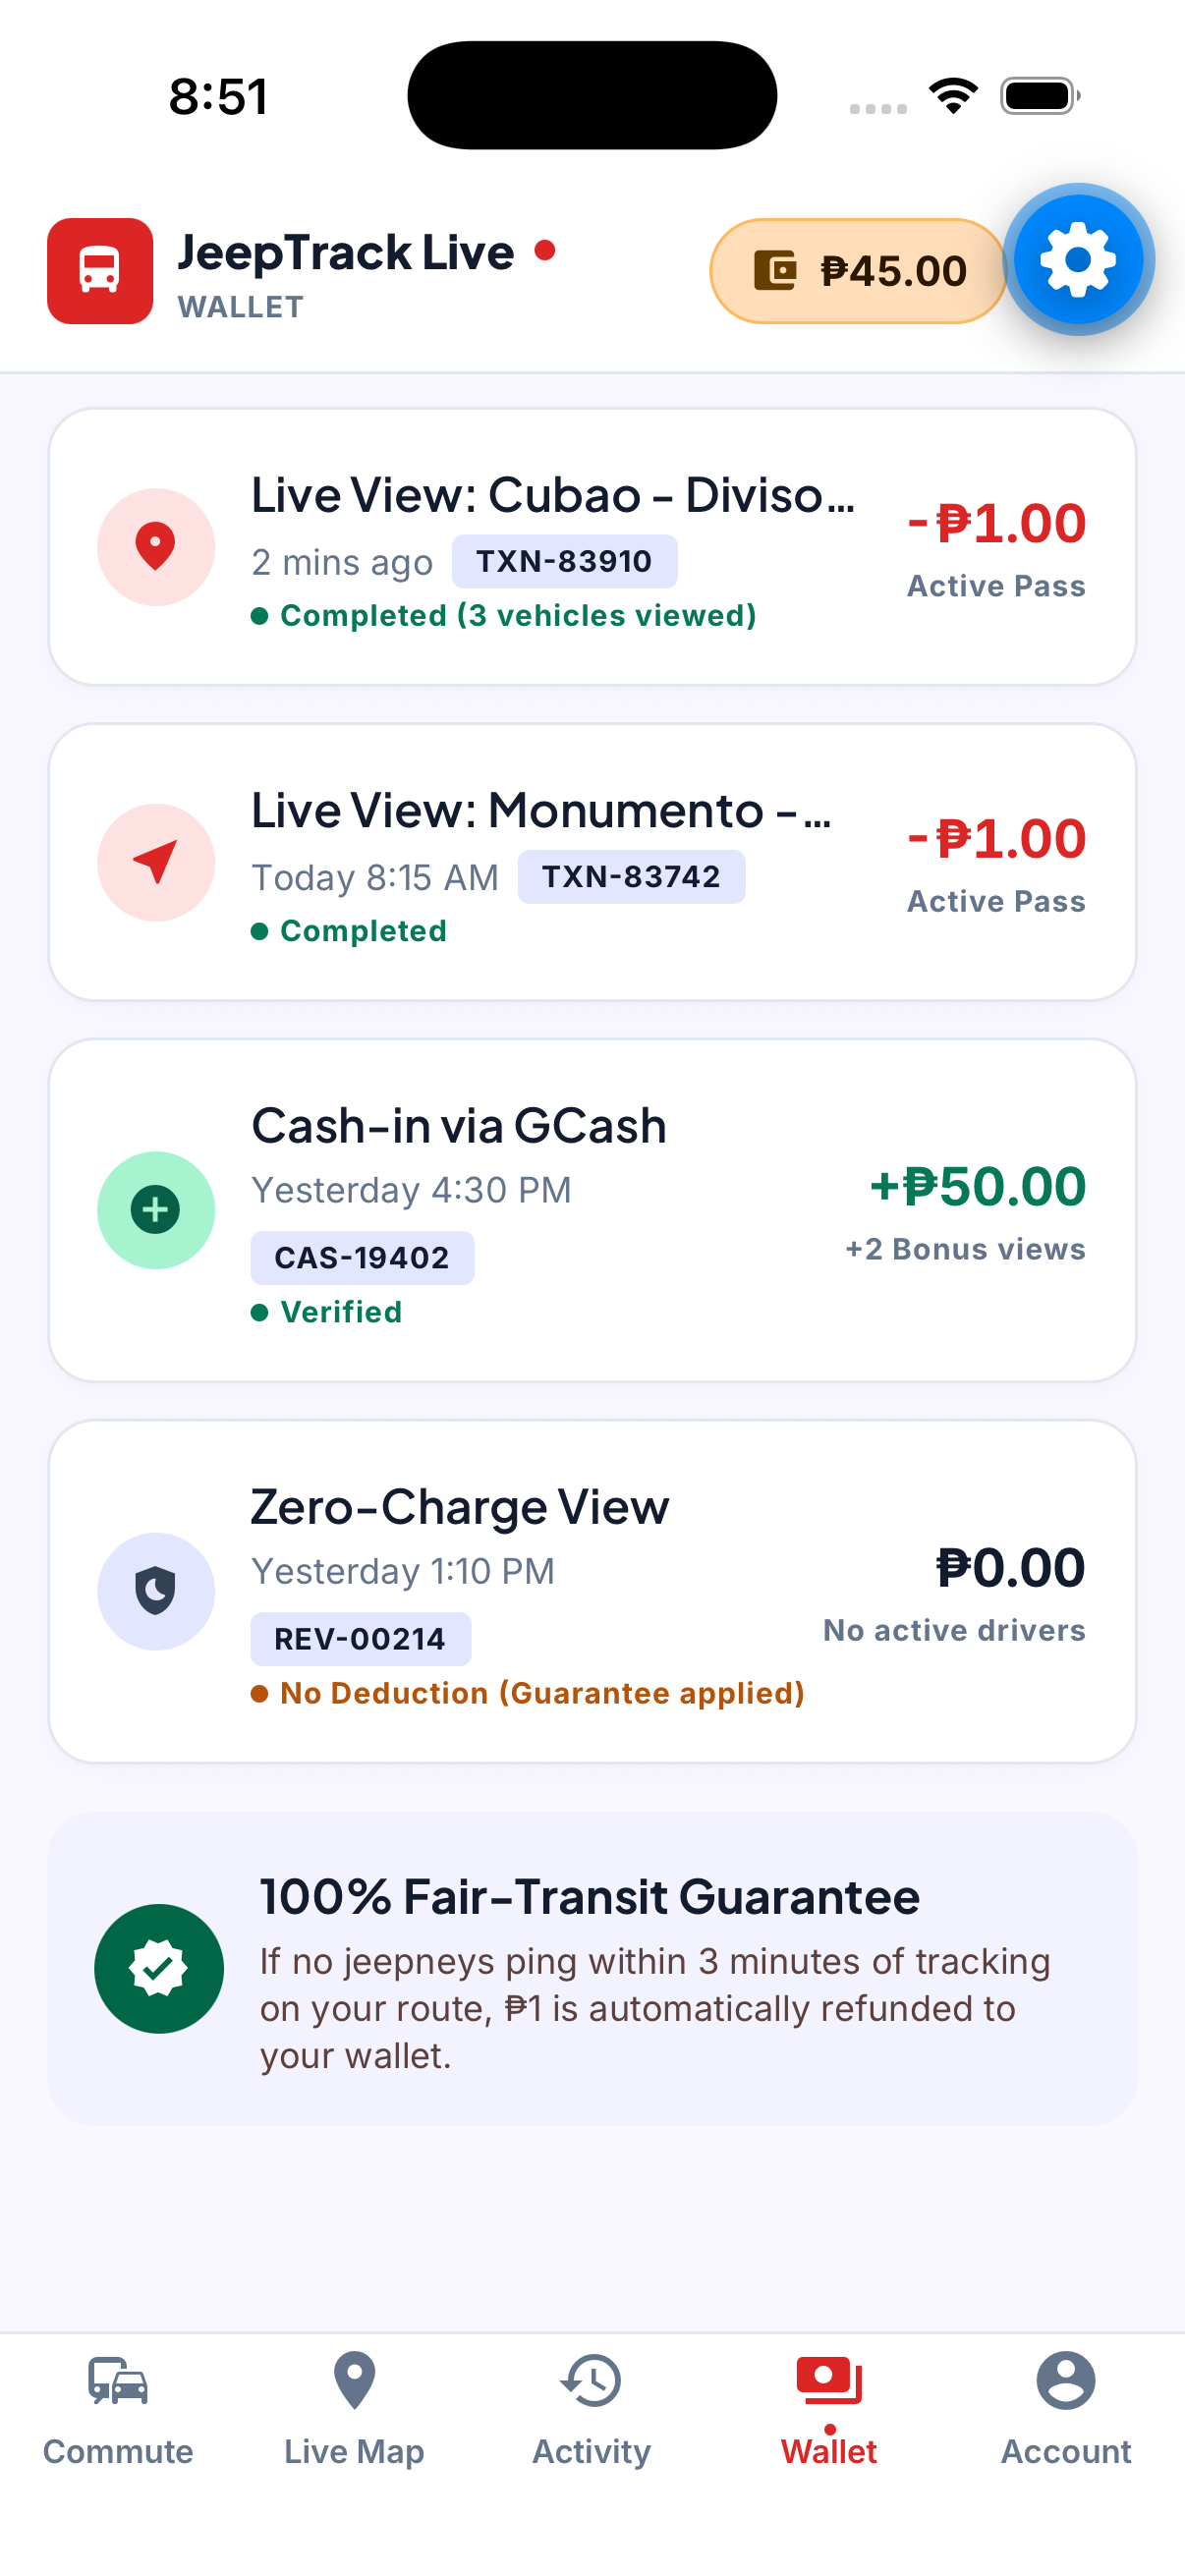 8:51
JeepTrack Live
WALLET
₱45.00
Live View: Cubao – Diviso...
2 mins ago TXN-83910
Completed (3 vehicles viewed)
-₱1.00
Active Pass
Live View: Monumento –...
Today 8:15 AM TXN-83742
Completed
-₱1.00
Active Pass
Cash-in via GCash
Yesterday 4:30 PM
CAS-19402
Verified
+₱50.00
+2 Bonus views
Zero-Charge View
Yesterday 1:10 PM
REV-00214
No Deduction (Guarantee applied)
₱0.00
No active drivers
100% Fair-Transit Guarantee
If no jeepneys ping within 3 minutes of tracking
on your route, ₱1 is automatically refunded to
your wallet.
Commute
Live Map
Activity
Wallet
Account